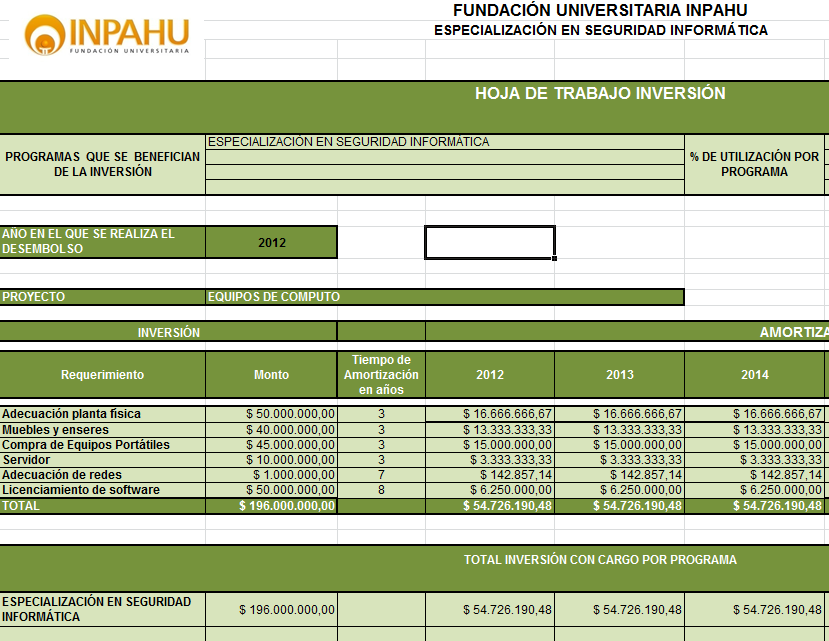 INPAHU
FUNDACIÓN UNIVERSITARIA
FUNDACIÓN UNIVERSITARIA INPAHU
ESPECIALIZACIÓN EN SEGURIDAD INFORMÁTICA
HOJA DE TRABAJO INVERSIÓN
PROGRAMAS QUE SE BENEFICIAN
DE LA INVERSIÓN
ESPECIALIZACIÓN EN SEGURIDAD INFORMÁTICA
% DE UTILIZACIÓN POR
PROGRAMA
AÑO EN EL QUE SE REALIZA EL
DESEMBOLSO
2012
PROYECTO EQUIPOS DE COMPUTO
INVERSIÓN AMORTIZA
Requerimiento Monto Tiempo de
Amortización
en años
2012 2013 2014
Adecuación planta física $ 50.000.000,00 3 $ 16.666.666,67 $ 16.666.666,67 $ 16.666.666,67
Muebles y enseres $ 40.000.000,00 3 $ 13.333.333,33 $ 13.333.333,33 $ 13.333.333,33
Compra de Equipos Portátiles $ 45.000.000,00 3 $ 15.000.000,00 $ 15.000.000,00 $ 15.000.000,00
Servidor $ 10.000.000,00 3 $ 3.333.333,33 $ 3.333.333,33 $ 3.333.333,33
Adecuación de redes $ 1.000.000,00 7 $ 142.857,14 $ 142.857,14 $ 142.857,14
Licenciamiento de software $ 50.000.000,00 8 $ 6.250.000,00 $ 6.250.000,00 $ 6.250.000,00
TOTAL $ 196.000.000,00 $ 54.726.190,48 $ 54.726.190,48 $ 54.726.190,48
TOTAL INVERSIÓN CON CARGO POR PROGRAMA
ESPECIALIZACIÓN EN SEGURIDAD
INFORMÁTICA
$ 196.000.000,00 $ 54.726.190,48 $ 54.726.190,48 $ 54.726.190,48